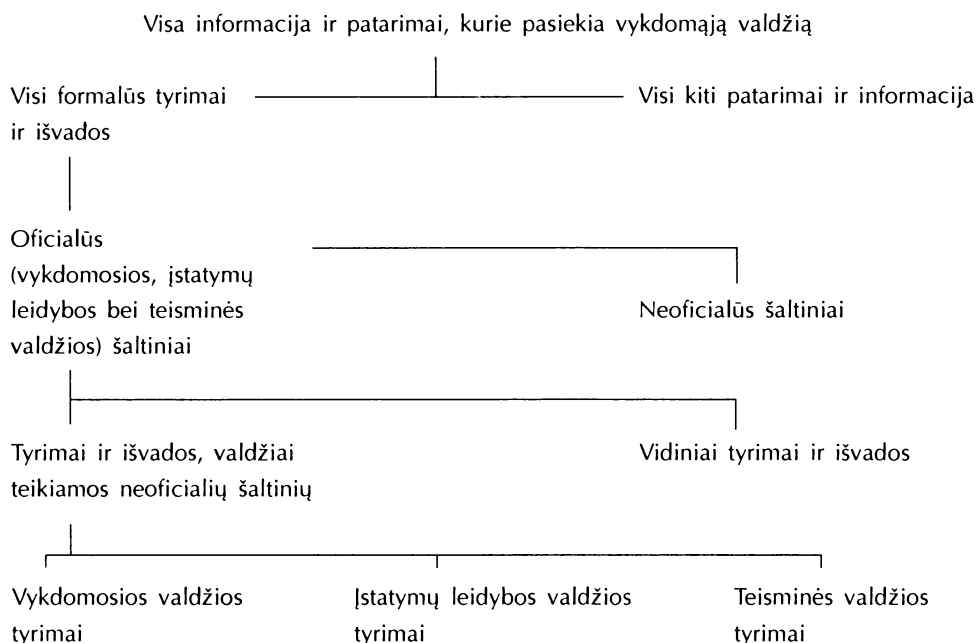 Visa informacija ir patarimai, kurie pasiekia vykdomąją valdžią
Visi formalūs tyrimai
ir išvados
Visi kiti patarimai ir informacija
Oficialūs
(vykdomosios, įstatymų
leidybos bei teisminės
valdžios) šaltiniai
Neoficialūs šaltiniai
Tyrimai ir išvados, valdžiai
teikiamos neoficialių šaltinių
Vidiniai tyrimai ir išvados
Vykdomosios valdžios
tyrimai
Įstatymų leidybos valdžios
tyrimai
Teisminės valdžios
tyrimai